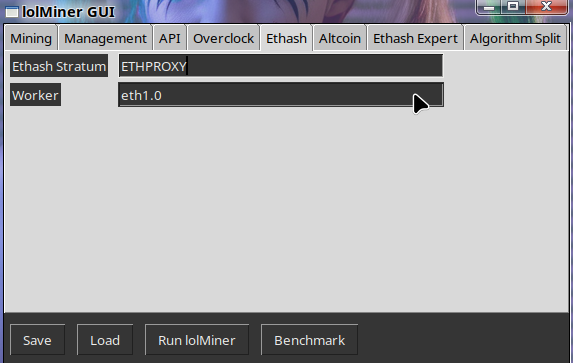 lolMiner GUI
Mining Management API Overclock Ethash Altcoin Ethash Expert Algorithm Split
Ethash Stratum ETHPROXY
Worker eth1.0
Save Load Run lolMiner Benchmark